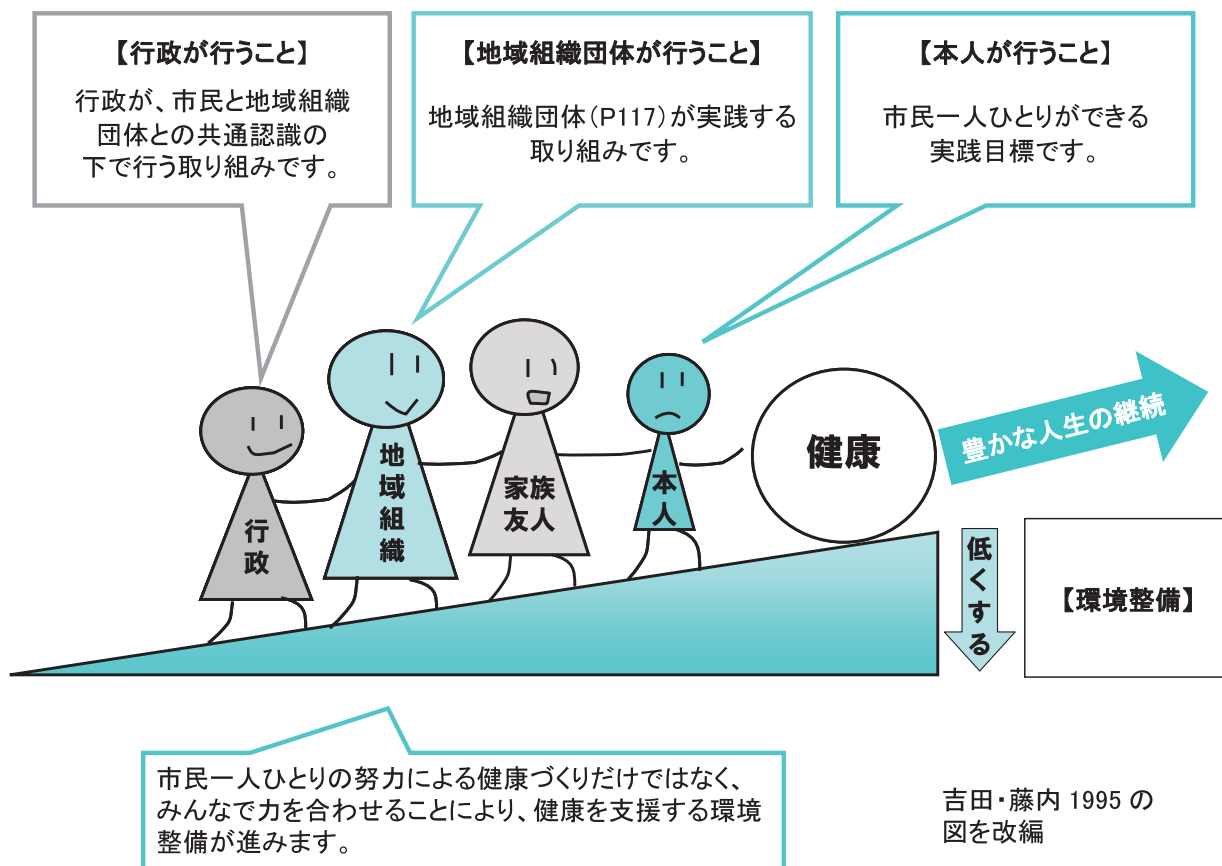 【行政が行うこと】
行政が、市民と地域組織
団体との共通認識の
下で行う取り組みです。
【地域組織団体が行うこと】
地域組織団体(P117)が実践する
取り組みです。
【本人が行うこと】
市民一人ひとりができる
実践目標です。
行政
地域組織
家族
友人
本人
健康
豊かな人生の継続
低くする
【環境整備】
市民一人ひとりの努力による健康づくりだけではなく、
みんなで力を合わせることにより、健康を支援する環境
整備が進みます。
吉田・藤内 1995 の
図を改編